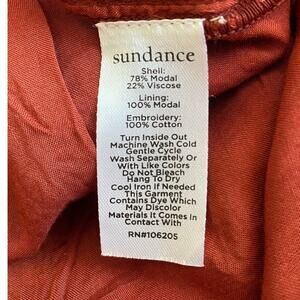 sundance
Shell:
78% Modal
22% Viscose
Lining:
100% Modal
Embroidery:
100% Cotton
Turn Inside Out
Machine Wash Cold
Gentle Cycle
Wash Separately Or
With Like Colors
Do Not Bleach
Hang To Dry
Cool Iron If Needed
This Garment
Contains Dye Which
May Discolor
Materials It Comes In
Contact With
RN#106205